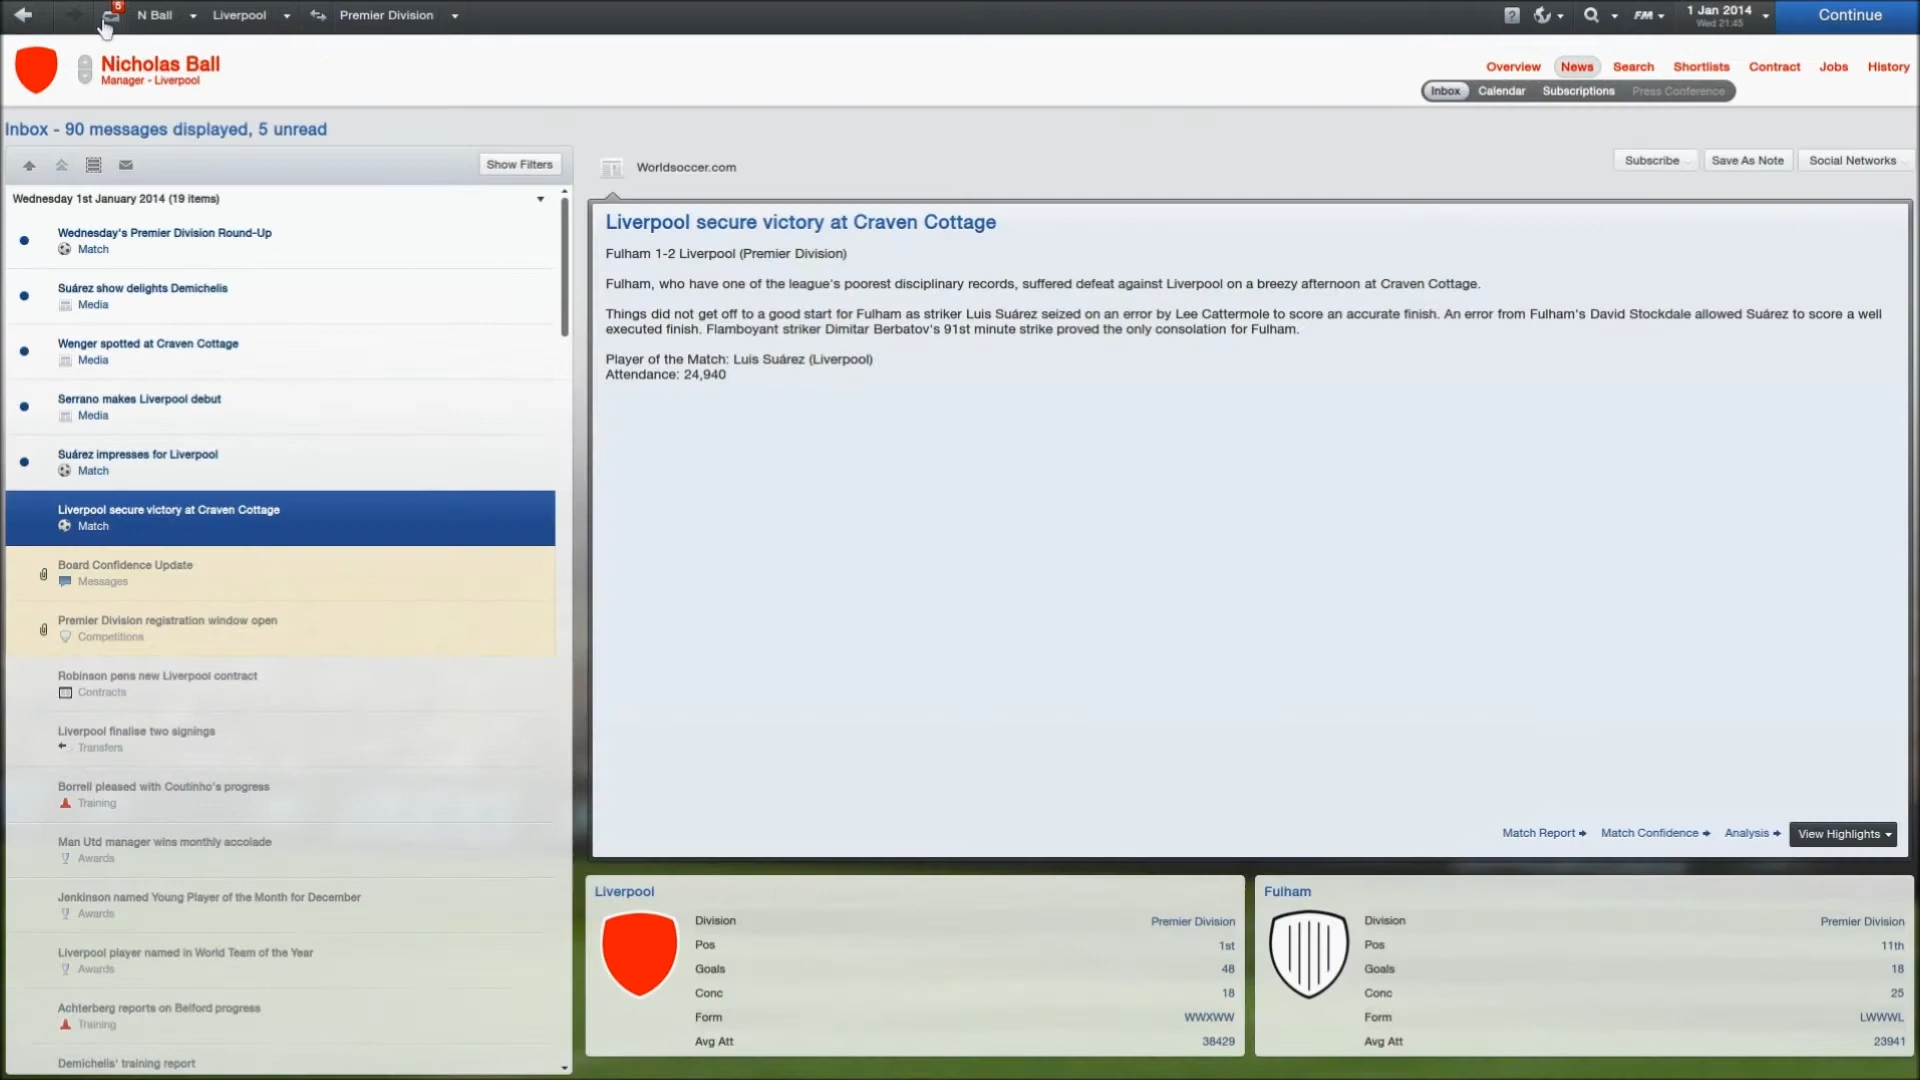 5
N Ball
Liverpool
Premier Division
?
FM
1 Jan 2014
Wed 21:45
Continue
Nicholas Ball
Manager - Liverpool
Overview
News
Search
Shortlists
Contract
Jobs
History
Inbox
Calendar
Subscriptions
Press Conference
Inbox - 90 messages displayed, 5 unread
Show Filters
Wednesday 1st January 2014 (19 items)
Wednesday's Premier Division Round-Up
Match
Suárez show delights Demichelis
Media
Wenger spotted at Craven Cottage
Media
Serrano makes Liverpool debut
Media
Suárez impresses for Liverpool
Match
Liverpool secure victory at Craven Cottage
Match
Board Confidence Update
Messages
Premier Division registration window open
Competitions
Robinson pens new Liverpool contract
Contracts
Liverpool finalise two signings
Transfers
Borrell pleased with Coutinho's progress
Training
Man Utd manager wins monthly accolade
Awards
Jenkinson named Young Player of the Month for December
Awards
Liverpool player named in World Team of the Year
Awards
Achterberg reports on Belford progress
Training
Demichelis' training report
Worldsoccer.com
Subscribe
Save As Note
Social Networks
Liverpool secure victory at Craven Cottage
Fulham 1-2 Liverpool (Premier Division)
Fulham, who have one of the league's poorest disciplinary records, suffered defeat against Liverpool on a breezy afternoon at Craven Cottage.
Things did not get off to a good start for Fulham as striker Luis Suárez seized on an error by Lee Cattermole to score an accurate finish. An error from Fulham's David Stockdale allowed Suárez to score a well
executed finish. Flamboyant striker Dimitar Berbatov's 91st minute strike proved the only consolation for Fulham.
Player of the Match: Luis Suárez (Liverpool)
Attendance: 24,940
Match Report
Match Confidence
Analysis
View Highlights
Liverpool
Division Premier Division
Pos 1st
Goals 48
Conc 18
Form WWXWW
Avg Att 38429
Fulham
Division Premier Division
Pos 11th
Goals 18
Conc 25
Form LWWWL
Avg Att 23941